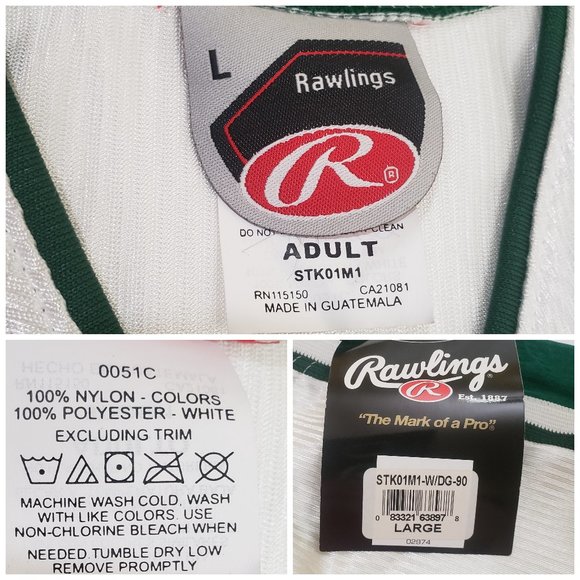 L
Rawlings
R
®
DO NOT CLEAN
ADULT
STK01M1
RN115150 CA21081
MADE IN GUATEMALA
0051C
100% NYLON - COLORS
100% POLYESTER - WHITE
EXCLUDING TRIM
MACHINE WASH COLD. WASH
WITH LIKE COLORS. USE
NON-CHLORINE BLEACH WHEN
NEEDED TUMBLE DRY LOW
REMOVE PROMPTLY
Rawlings
R
Est. 1887
"The Mark of a Pro"®
STK01M1-W/DG-90
0 83321 63897 8
LARGE
02974